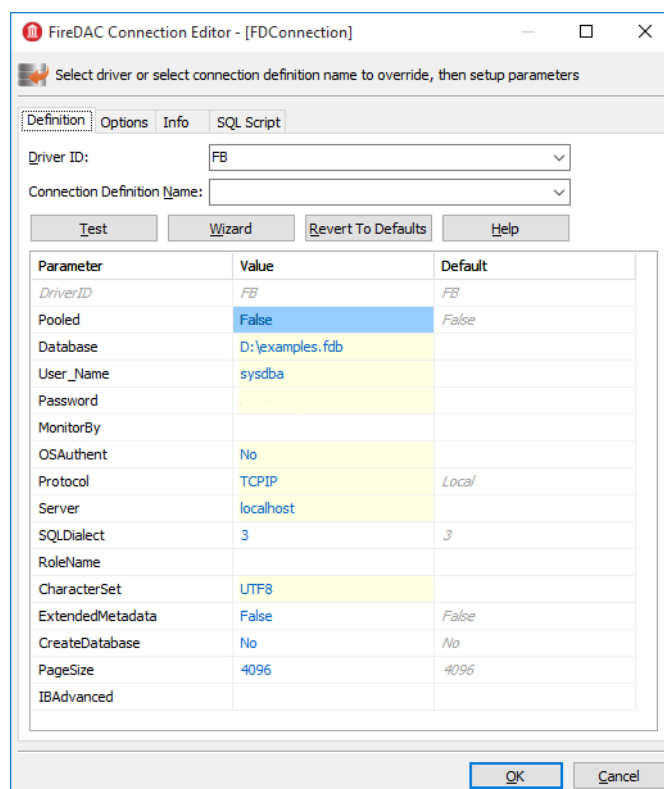 FireDAC Connection Editor - [FDConnection]
Select driver or select connection definition name to override, then setup parameters
Definition Options Info SQL Script
Driver ID: FB
Connection Definition Name:
Test Wizard Revert To Defaults Help
Parameter Value Default
DriverID FB FB
Pooled False False
Database D:\examples.fdb
User_Name sysdba
Password
MonitorBy
OSAuthent No
Protocol TCPIP Local
Server localhost
SQLDialect 3 3
RoleName
CharacterSet UTF8
ExtendedMetadata False False
CreateDatabase No No
PageSize 4096 4096
IBAdvanced
OK Cancel